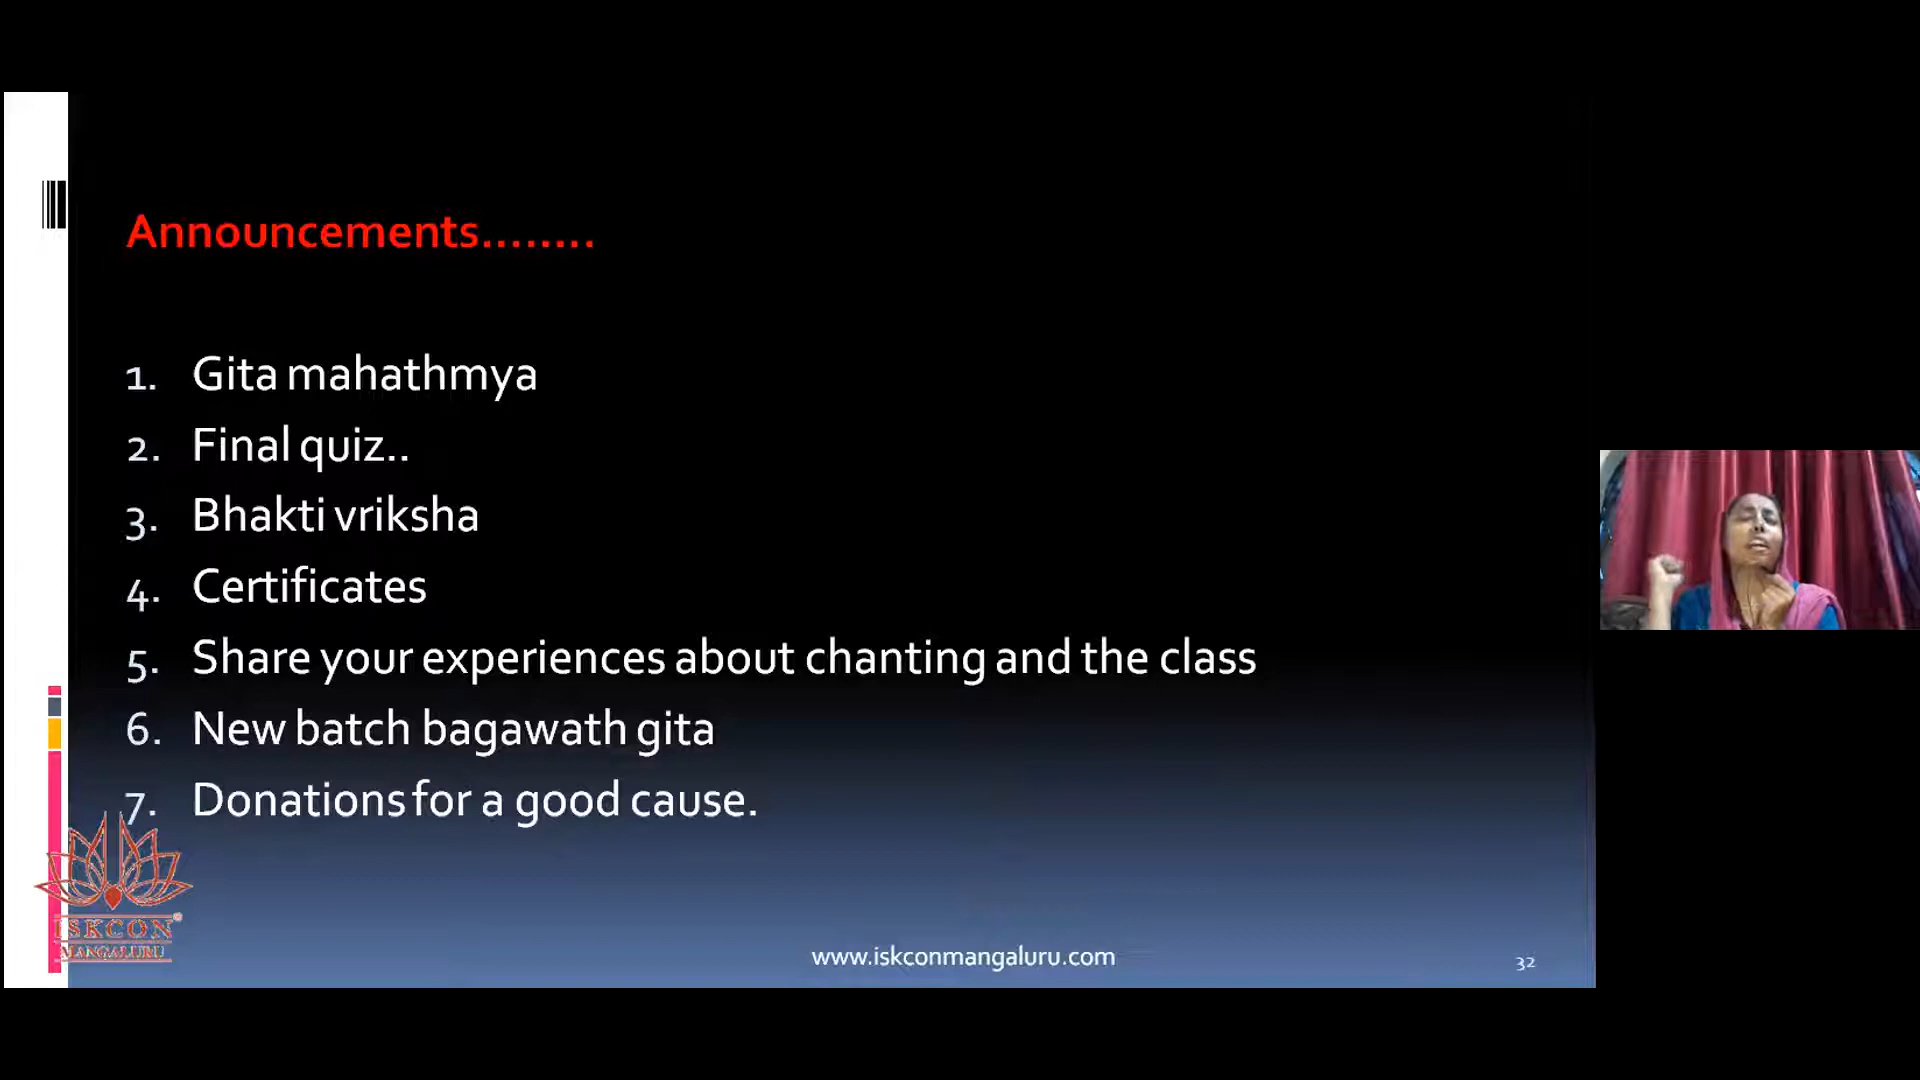 Announcements........
1. Gita mahathmya
2. Final quiz..
3. Bhakti vriksha
4. Certificates
5. Share your experiences about chanting and the class
6. New batch bagawath gita
7. Donations for a good cause.
ISKCON®
MANGALURU
www.iskconmangaluru.com
32